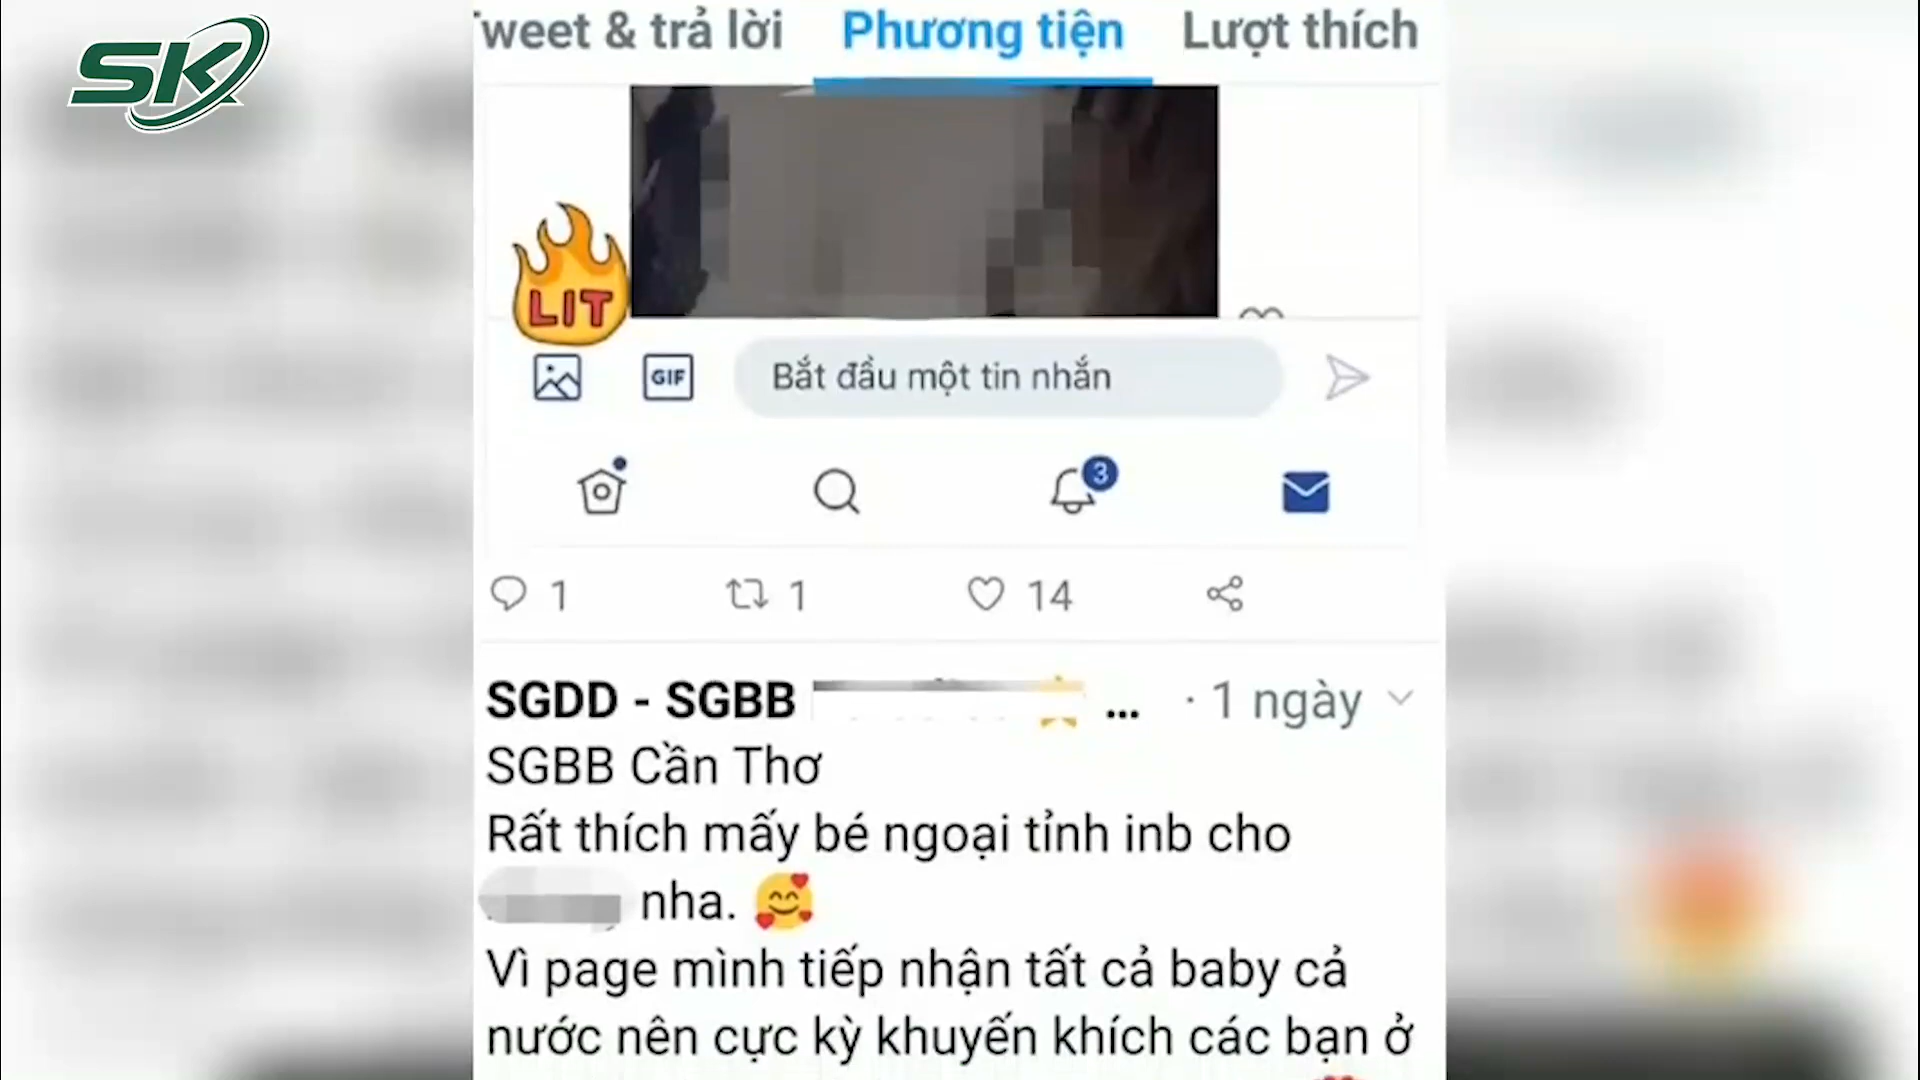 SK
weet & trả lời
Phương tiện
Lượt thích
LIT
GIF
Bắt đầu một tin nhắn
3
1
1
14
SGDD - SGBB ... · 1 ngày
SGBB Cần Thơ
Rất thích mấy bé ngoại tỉnh inb cho
nha.
Vì page mình tiếp nhận tất cả baby cả
nước nên cực kỳ khuyến khích các bạn ở